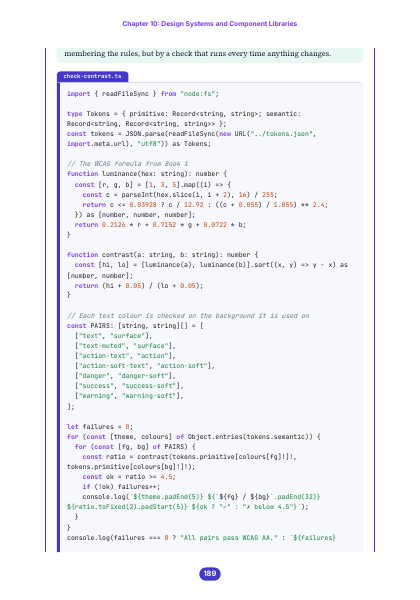 Chapter 10: Design Systems and Component Libraries
membering the rules, but by a check that runs every time anything changes.
check-contrast.ts
import { readFileSync } from "node:fs";
type Tokens = { primitive: Record<string, string>; semantic:
Record<string, Record<string, string>> };
const tokens = JSON.parse(readFileSync(new URL("../tokens.json",
import.meta.url), "utf8")) as Tokens;
// The WCAG formula from Book 1
function luminance(hex: string): number {
  const [r, g, b] = [1, 3, 5].map((i) => {
    const c = parseInt(hex.slice(i, i + 2), 16) / 255;
    return c <= 0.03928 ? c / 12.92 : ((c + 0.055) / 1.055) ** 2.4;
  }) as [number, number, number];
  return 0.2126 * r + 0.7152 * g + 0.0722 * b;
}
function contrast(a: string, b: string): number {
  const [hi, lo] = [luminance(a), luminance(b)].sort((x, y) => y - x) as
[number, number];
  return (hi + 0.05) / (lo + 0.05);
}
// Each text colour is checked on the background it is used on
const PAIRS: [string, string][] = [
  ["text", "surface"],
  ["text-muted", "surface"],
  ["action-text", "action"],
  ["action-soft-text", "action-soft"],
  ["danger", "danger-soft"],
  ["success", "success-soft"],
  ["warning", "warning-soft"],
];
let failures = 0;
for (const [theme, colours] of Object.entries(tokens.semantic)) {
  for (const [fg, bg] of PAIRS) {
    const ratio = contrast(tokens.primitive[colours[fg]!]!,
tokens.primitive[colours[bg]!]!);
    const ok = ratio >= 4.5;
    if (!ok) failures++;
    console.log(`${theme.padEnd(5)} ${`${fg} / ${bg}`.padEnd(32)}
${ratio.toFixed(2).padStart(5)} ${ok ? "✓" : "✗ below 4.5"}`);
  }
}
console.log(failures === 0 ? "All pairs pass WCAG AA." : `${failures}
189